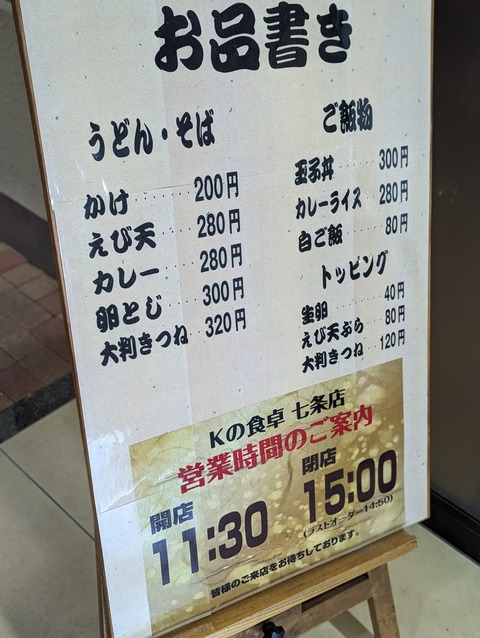 お品書き
うどん・そば
かけ 200円
えび天 280円
カレー 280円
卵とじ 300円
大判きつね 320円
ご飯物
玉子丼 300円
カレーライス 280円
白ご飯 80円
トッピング
生卵 40円
えび天ぷら 80円
大判きつね 120円
Kの食卓 七条店
営業時間のご案内
開店 11:30
閉店 15:00
(ラストオーダー14:50)
皆様のご来店をお待ちしております。